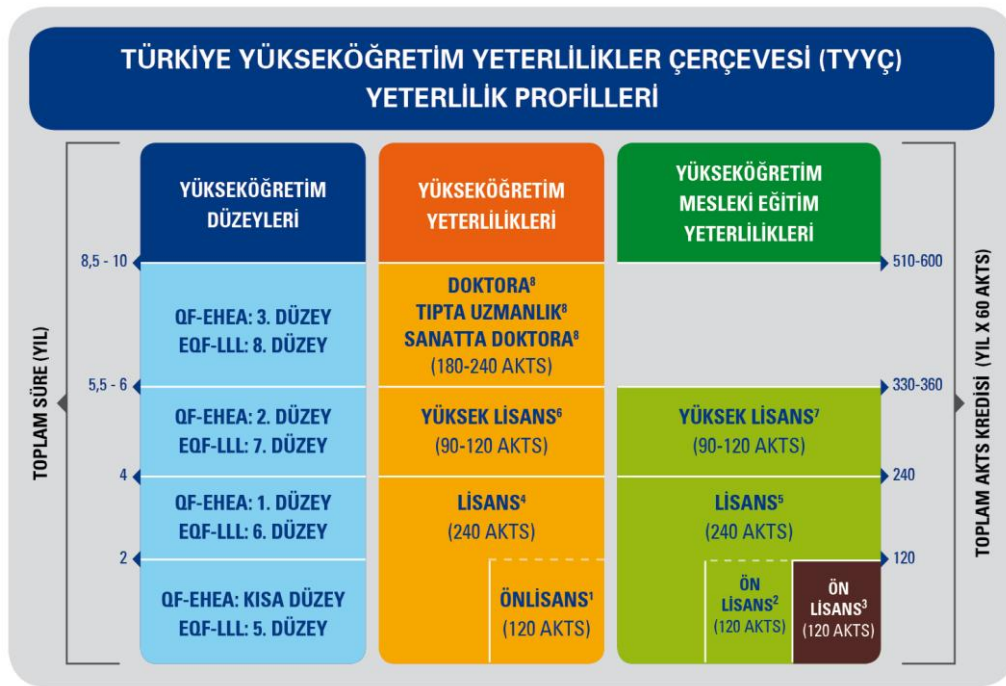 TÜRKİYE YÜKSEKÖĞRETİM YETERLİLİKLER ÇERÇEVESİ (TYYÇ)
YETERLİLİK PROFİLLERİ
TOPLAM SÜRE (YIL)
8,5 - 10
5,5 - 6
4
2
YÜKSEKÖĞRETİM
DÜZEYLERİ
QF-EHEA: 3. DÜZEY
EQF-LLL: 8. DÜZEY
QF-EHEA: 2. DÜZEY
EQF-LLL: 7. DÜZEY
QF-EHEA: 1. DÜZEY
EQF-LLL: 6. DÜZEY
QF-EHEA: KISA DÜZEY
EQF-LLL: 5. DÜZEY
YÜKSEKÖĞRETİM
YETERLİLİKLERİ
DOKTORA⁸
TIPTA UZMANLIK⁸
SANATTA DOKTORA⁸
(180-240 AKTS)
YÜKSEK LİSANS⁶
(90-120 AKTS)
LİSANS⁴
(240 AKTS)
ÖNLİSANS¹
(120 AKTS)
YÜKSEKÖĞRETİM
MESLEKİ EĞİTİM
YETERLİLİKLERİ
YÜKSEK LİSANS⁷
(90-120 AKTS)
LİSANS⁵
(240 AKTS)
ÖN
LİSANS²
(120 AKTS)
ÖN
LİSANS³
(120 AKTS)
510-600
330-360
240
120
TOPLAM AKTS KREDİSİ (YIL X 60 AKTS)